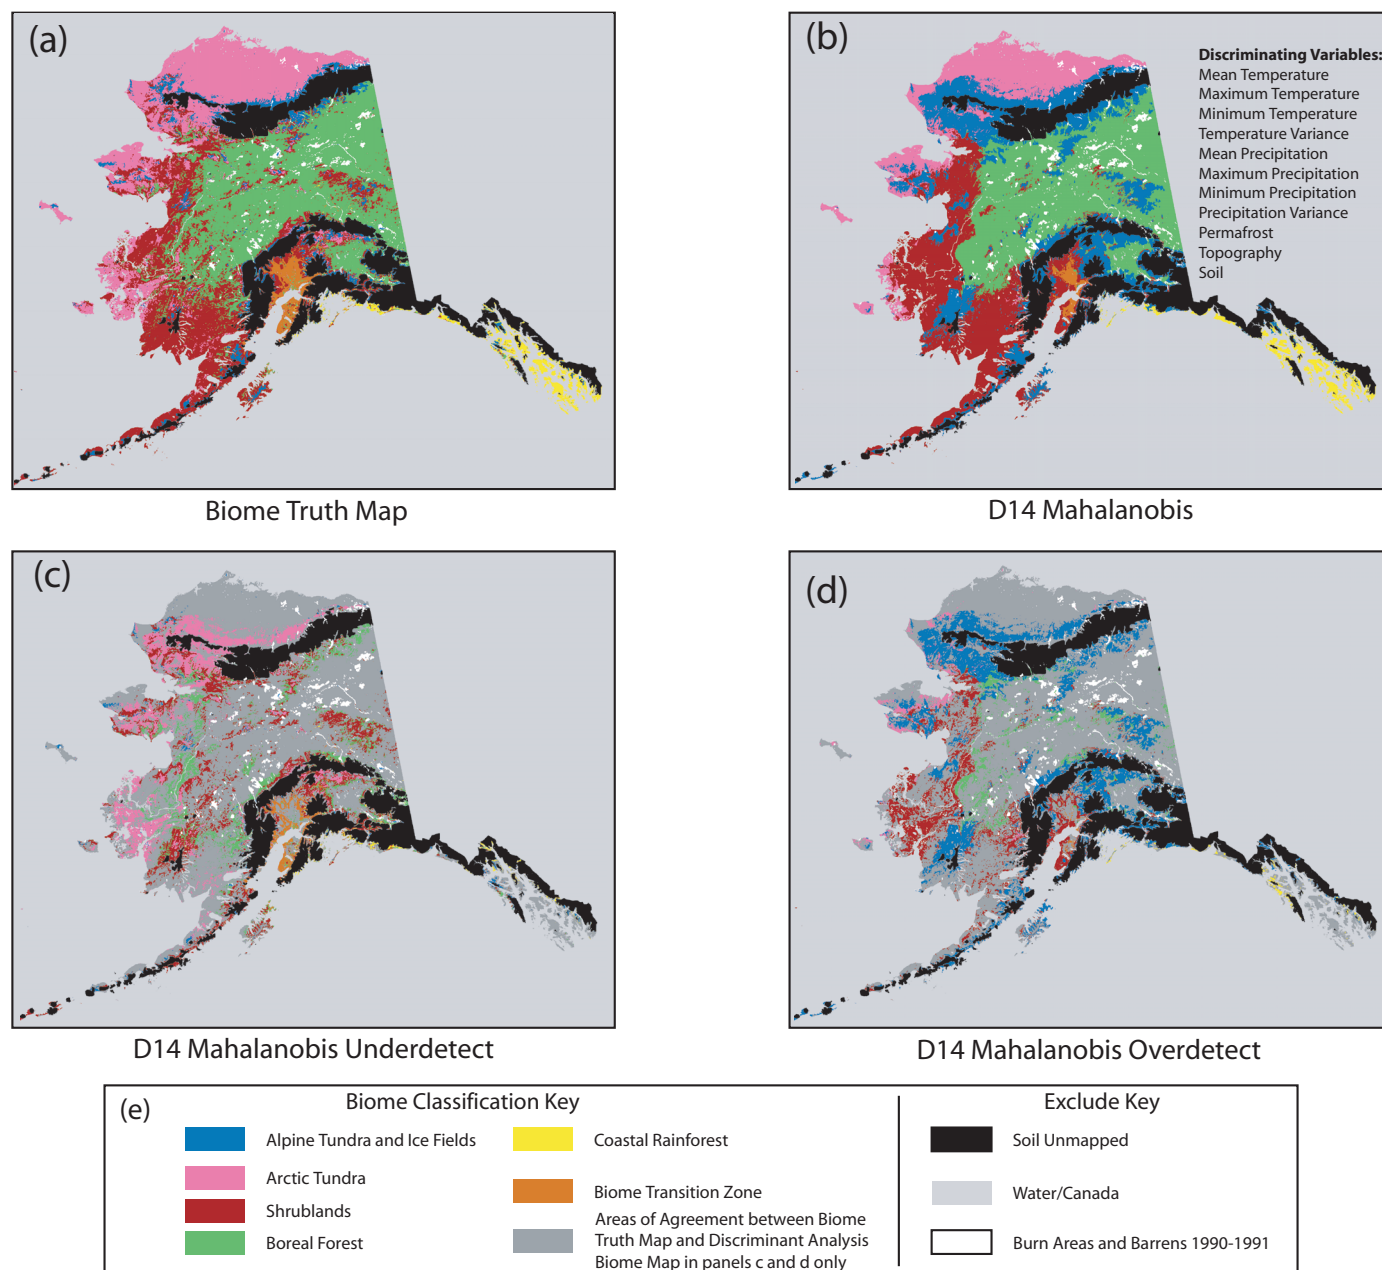 (a)
(b)
Discriminating Variables:
Mean Temperature
Maximum Temperature
Minimum Temperature
Temperature Variance
Mean Precipitation
Maximum Precipitation
Minimum Precipitation
Precipitation Variance
Permafrost
Topography
Soil
Biome Truth Map
D14 Mahalanobis
(c)
(d)
D14 Mahalanobis Underdetect
D14 Mahalanobis Overdetect
(e)
Biome Classification Key
Alpine Tundra and Ice Fields
Arctic Tundra
Shrublands
Boreal Forest
Coastal Rainforest
Biome Transition Zone
Areas of Agreement between Biome
Truth Map and Discriminant Analysis
Biome Map in panels c and d only
Exclude Key
Soil Unmapped
Water/Canada
Burn Areas and Barrens 1990-1991